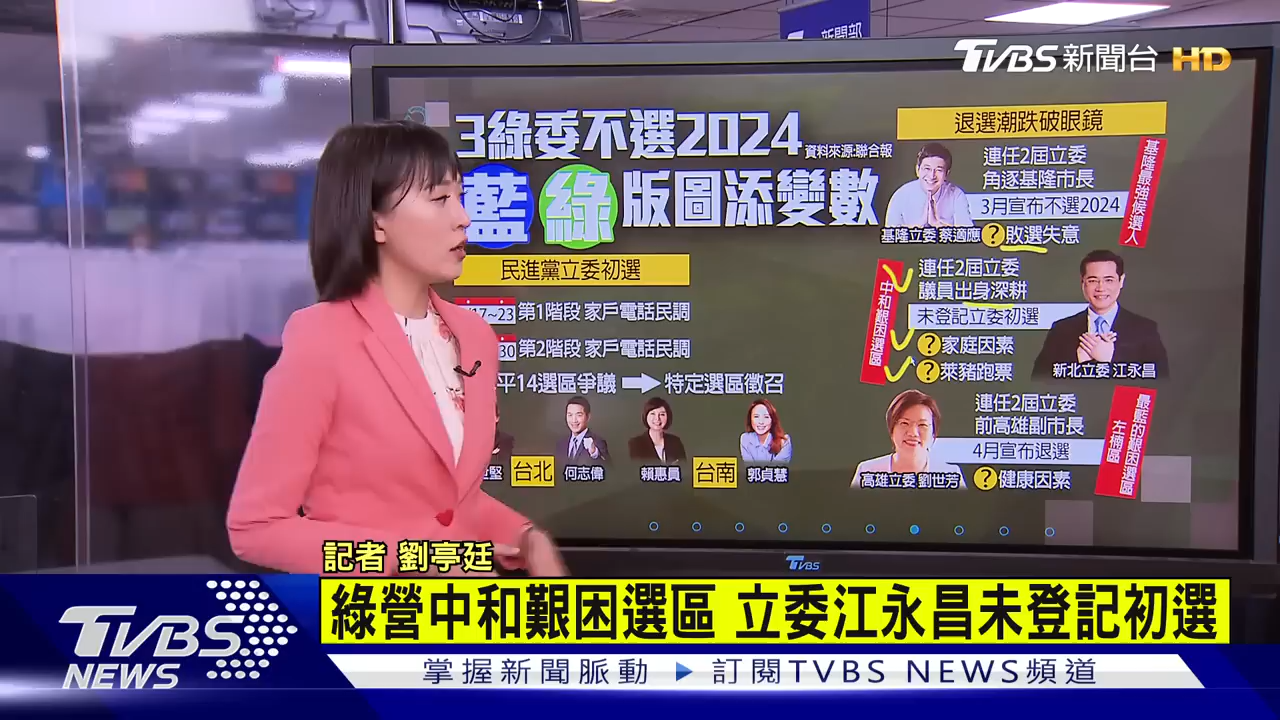 新聞部
TVBS新聞台 HD
3綠委不選2024
資料來源:聯合報
藍 綠 版圖添變數
民進黨立委初選
17~23 第1階段 家戶電話民調
30 第2階段 家戶電話民調
平14選區爭議 特定選區徵召
堅 台北 何志偉 賴惠員 台南 郭貞慧
退選潮跌破眼鏡
連任2屆立委
角逐基隆市長
3月宣布不選2024
基隆立委 蔡適應 ? 敗選失意
基隆最強候選人
中和艱困選區
連任2屆立委
議員出身深耕
未登記立委初選
? 家庭因素
? 萊豬跑票
新北立委 江永昌
連任2屆立委
前高雄副市長
4月宣布退選
高雄立委 劉世芳 ? 健康因素
最藍的艱困選區
左楠區
TVBS
記者 劉亭廷
綠營中和艱困選區 立委江永昌未登記初選
TVBS
NEWS
掌握新聞脈動 訂閱TVBS NEWS頻道